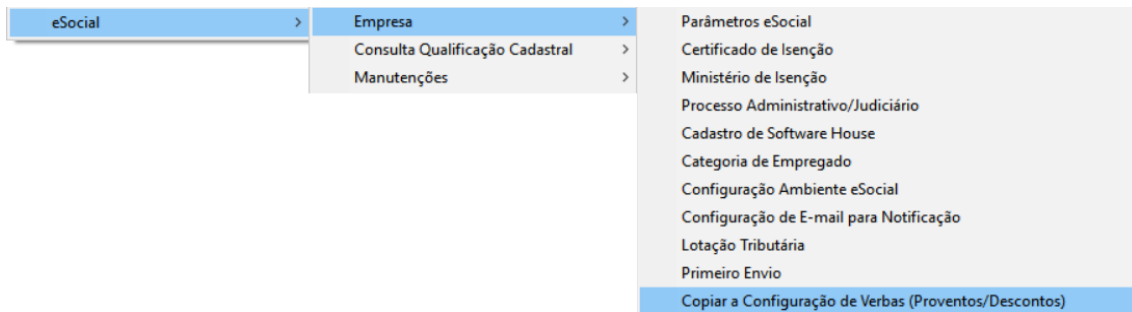 eSocial
Empresa
Consulta Qualificação Cadastral
Manutenções
Parâmetros eSocial
Certificado de Isenção
Ministério de Isenção
Processo Administrativo/Judiciário
Cadastro de Software House
Categoria de Empregado
Configuração Ambiente eSocial
Configuração de E-mail para Notificação
Lotação Tributária
Primeiro Envio
Copiar a Configuração de Verbas (Proventos/Descontos)